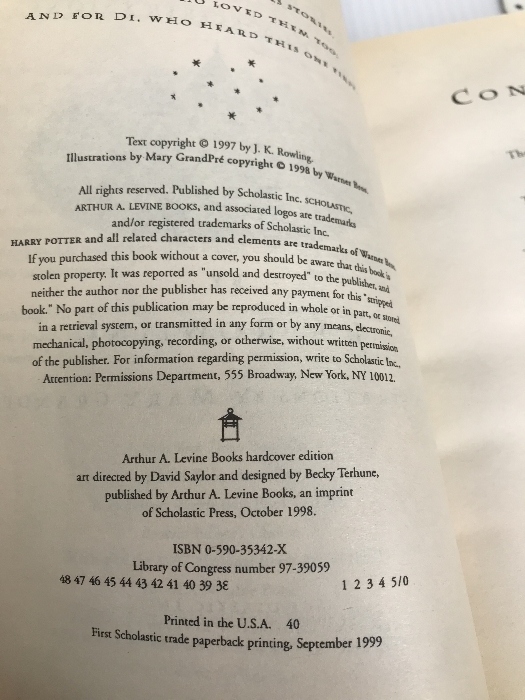 STORIES,
LOVED THEM TOO;
AND FOR DI, WHO HEARD THIS ONE FIRST.
CON
Text copyright © 1997 by J. K. Rowling.
Illustrations by Mary GrandPré copyright © 1998 by Warner Bros.
All rights reserved. Published by Scholastic Inc. SCHOLASTIC,
ARTHUR A. LEVINE BOOKS, and associated logos are trademarks
and/or registered trademarks of Scholastic Inc.
HARRY POTTER and all related characters and elements are trademarks of Warner Bros.
If you purchased this book without a cover, you should be aware that this book is
stolen property. It was reported as "unsold and destroyed" to the publisher, and
neither the author nor the publisher has received any payment for this "stripped
book." No part of this publication may be reproduced in whole or in part, or stored
in a retrieval system, or transmitted in any form or by any means, electronic,
mechanical, photocopying, recording, or otherwise, without written permission
of the publisher. For information regarding permission, write to Scholastic Inc.,
Attention: Permissions Department, 555 Broadway, New York, NY 10012.
Arthur A. Levine Books hardcover edition
art directed by David Saylor and designed by Becky Terhune,
published by Arthur A. Levine Books, an imprint
of Scholastic Press, October 1998.
ISBN 0-590-35342-X
Library of Congress number 97-39059
48 47 46 45 44 43 42 41 40 39 38 1 2 3 4 5/0
Printed in the U.S.A. 40
First Scholastic trade paperback printing, September 1999